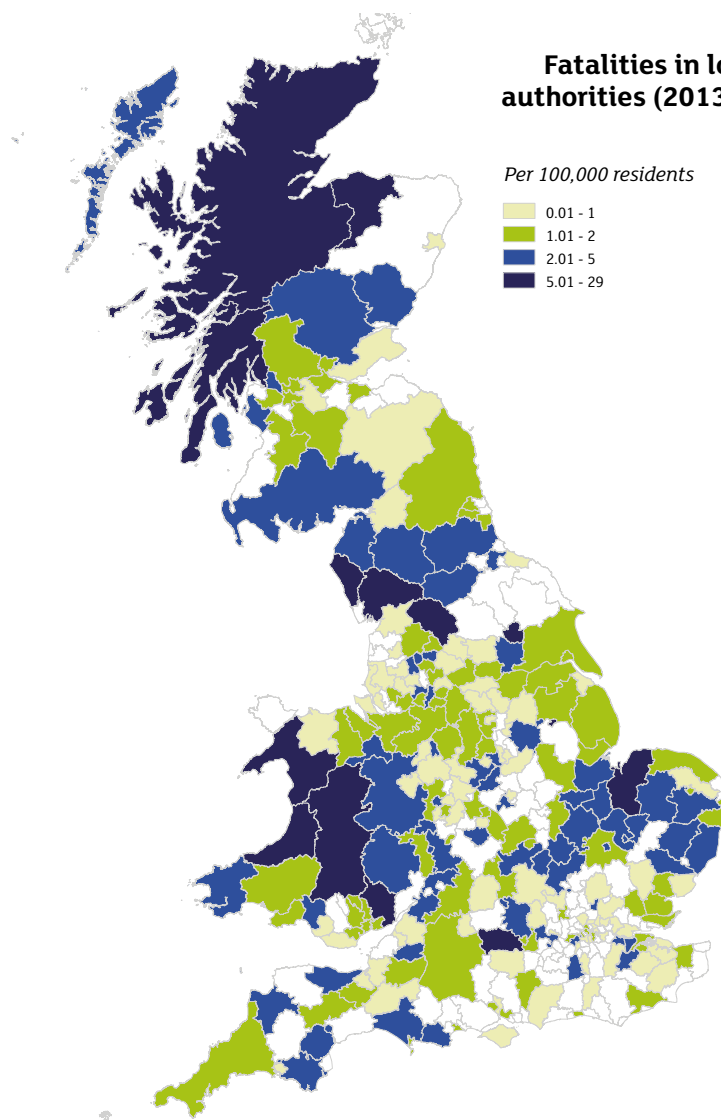 Fatalities in
authorities (2013
Per 100,000 residents
0.01 - 1
1.01 - 2
2.01 - 5
5.01 - 29